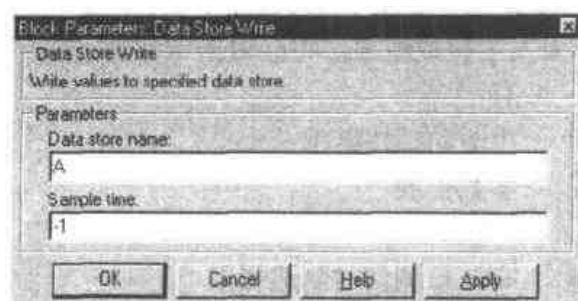 Block Parameters: Data Store Write
Data Store Write
Write values to specified data store.
Parameters
Data store name:
A
Sample time:
-1
OK Cancel Help Apply